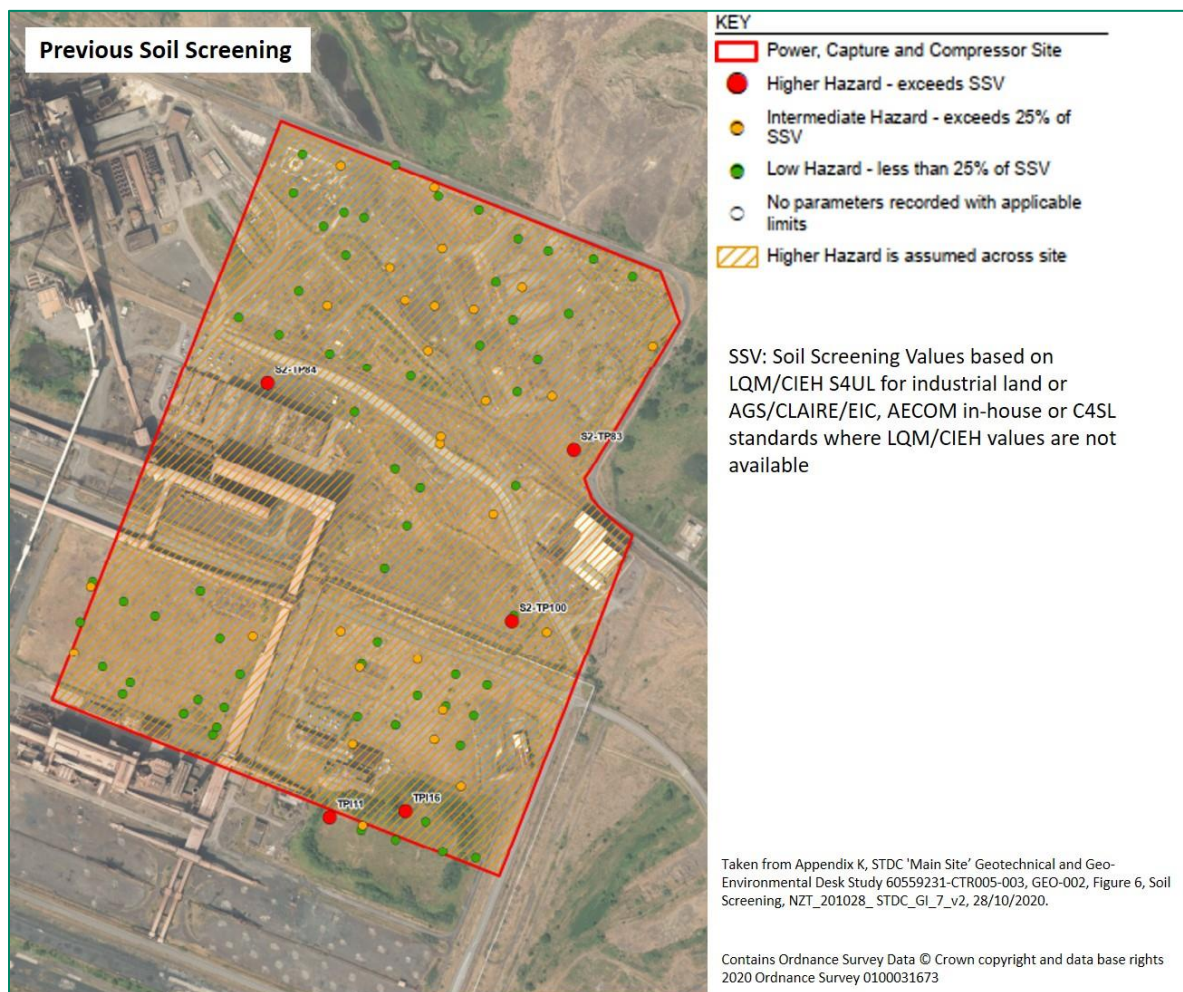 Previous Soil Screening
KEY
Power, Capture and Compressor Site
Higher Hazard - exceeds SSV
Intermediate Hazard - exceeds 25% of
SSV
Low Hazard - less than 25% of SSV
No parameters recorded with applicable
limits
Higher Hazard is assumed across site
SSV: Soil Screening Values based on
LQM/CIEH S4UL for industrial land or
AGS/CLAIRE/EIC, AECOM in-house or C4SL
standards where LQM/CIEH values are not
available
S2-TP84
S2-TP83
S2-TP100
TPI11
TPI16
Taken from Appendix K, STDC 'Main Site' Geotechnical and Geo-
Environmental Desk Study 60559231-CTR005-003, GEO-002, Figure 6, Soil
Screening, NZT_201028_ STDC_GI_7_v2, 28/10/2020.
Contains Ordnance Survey Data © Crown copyright and data base rights
2020 Ordnance Survey 0100031673